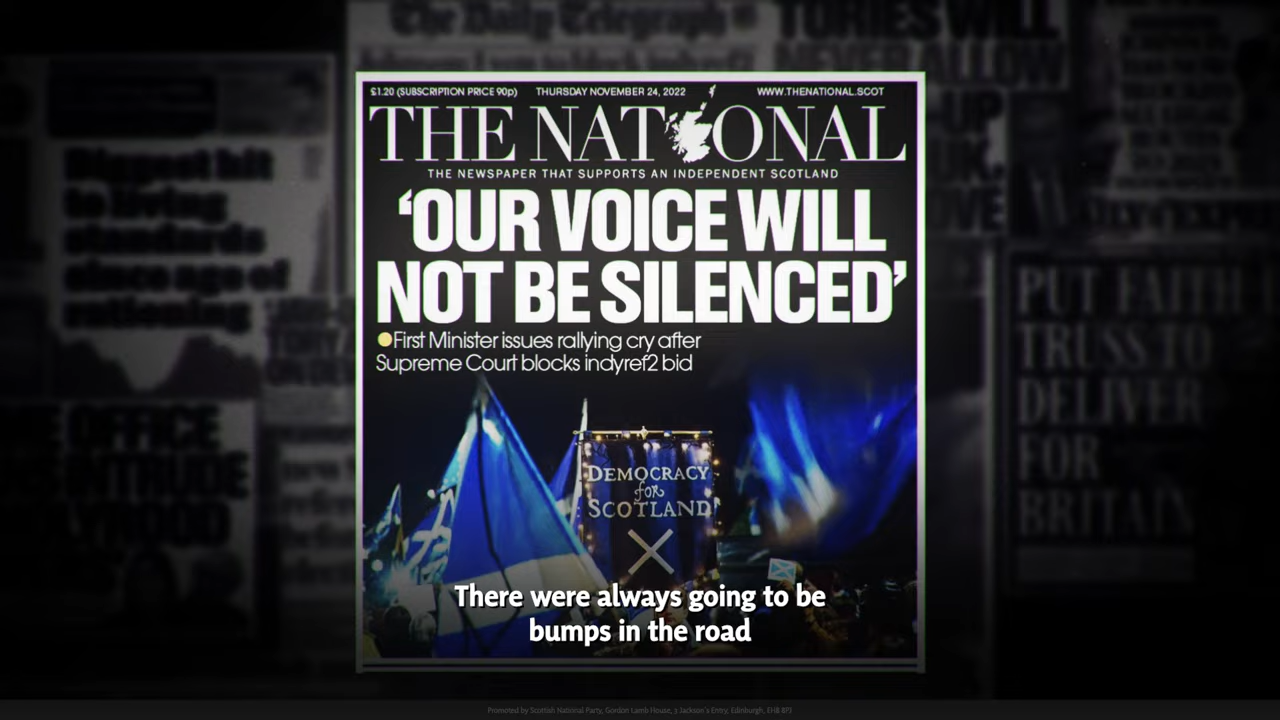 The Daily Telegraph
TORIES WILL
NEVER ALLOW
£1.20 (SUBSCRIPTION PRICE 90p) THURSDAY NOVEMBER 24, 2022 WWW.THENATIONAL.SCOT
THE NATIONAL
THE NEWSPAPER THAT SUPPORTS AN INDEPENDENT SCOTLAND
‘OUR VOICE WILL
NOT BE SILENCED’
First Minister issues rallying cry after
Supreme Court blocks indyref2 bid
DEMOCRACY
for
SCOTLAND
There were always going to be
bumps in the road
Biggest hit
to living
standards
since age of
rationing
OFFICE
PUT FAITH
TRUSS TO
DELIVER
FOR
BRITAIN
Promoted by Scottish National Party, Gordon Lamb House, 3 Jackson's Entry, Edinburgh, EH8 8PJ